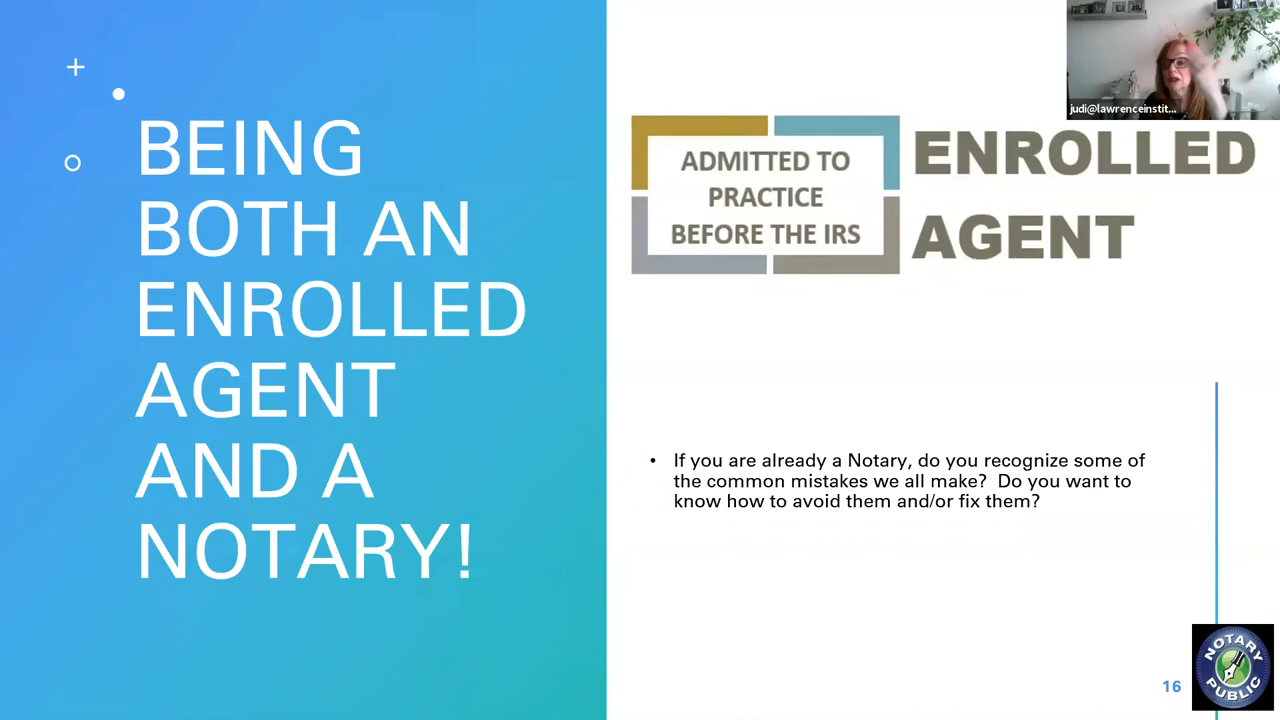 BEING
BOTH AN
ENROLLED
AGENT
AND A
NOTARY!
ADMITTED TO
PRACTICE
BEFORE THE IRS
ENROLLED
AGENT
judi@lawrenceinstit...
• If you are already a Notary, do you recognize some of
the common mistakes we all make? Do you want to
know how to avoid them and/or fix them?
16
NOTARY
PUBLIC